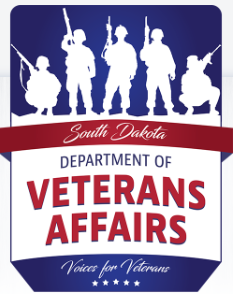 South Dakota
DEPARTMENT OF
VETERANS
AFFAIRS
Voices for Veterans